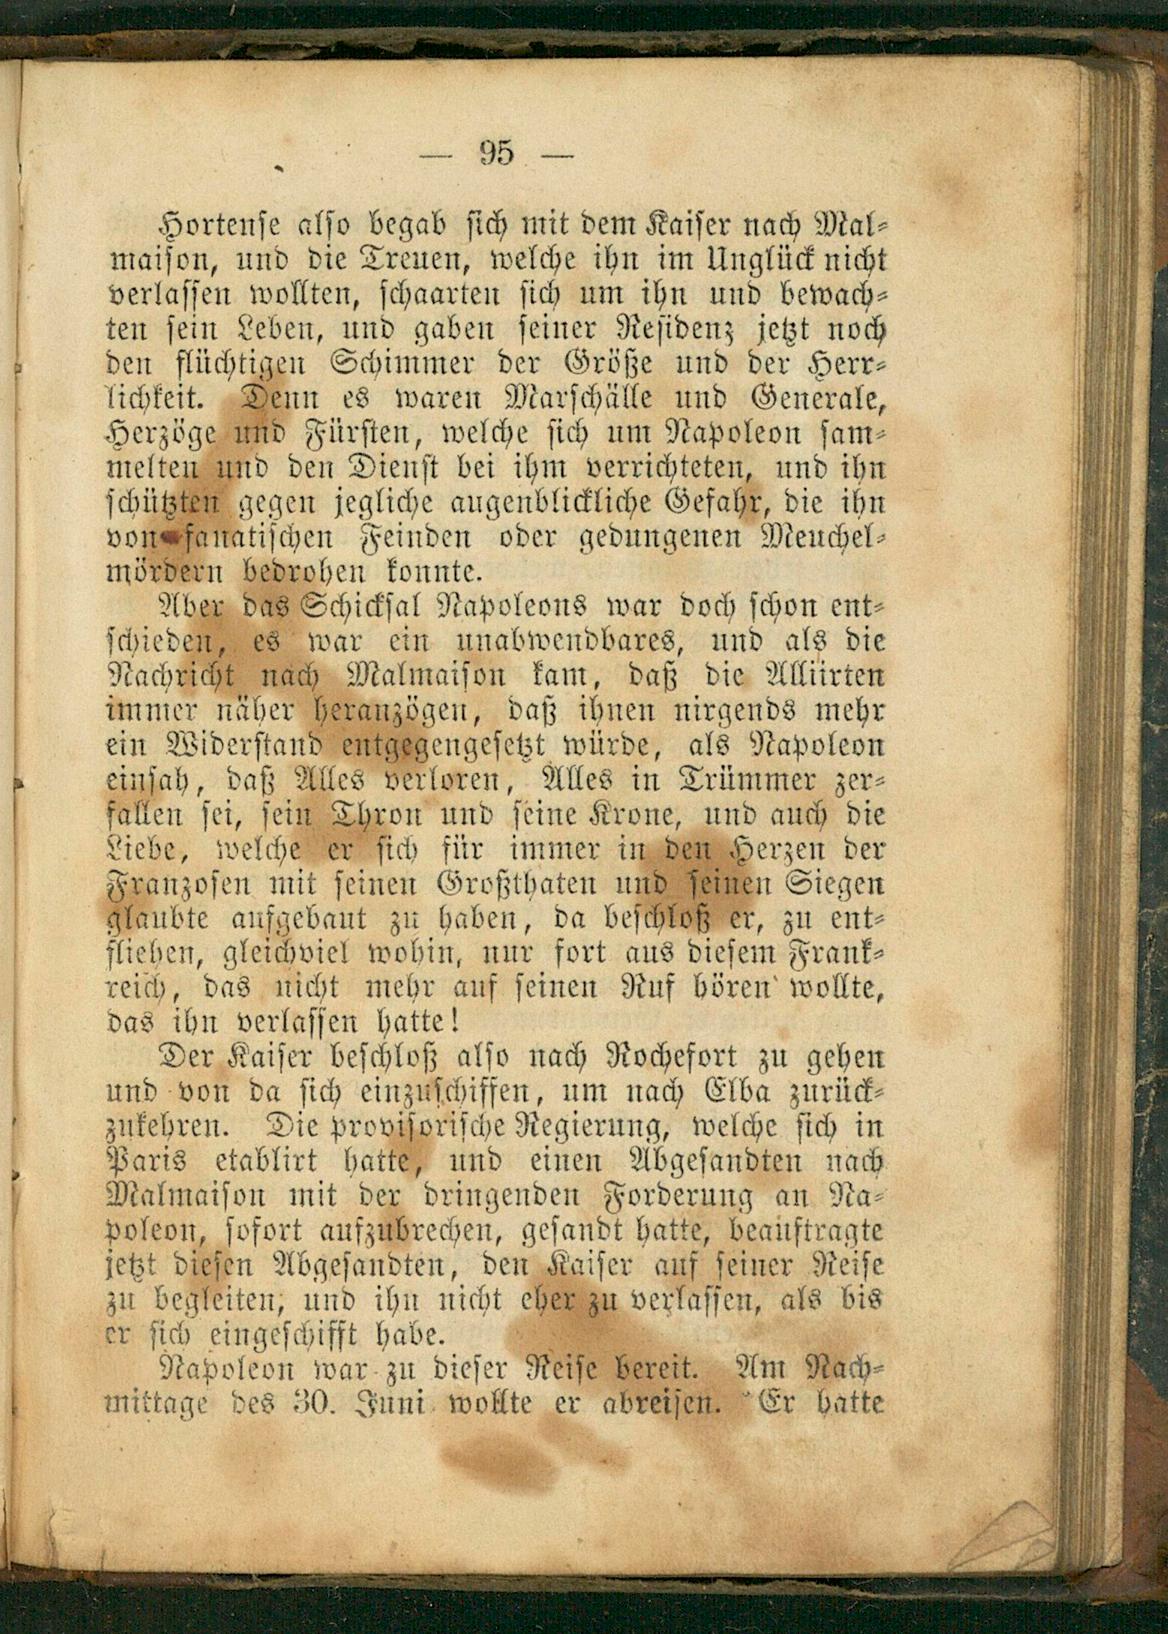 — 95 —
Hortense also begab sich mit dem Kaiser nach Mal-
maison, und die Treuen, welche ihn im Unglück nicht
verlassen wollten, schaarten sich um ihn und bewach-
ten sein Leben, und gaben seiner Residenz jetzt noch
den flüchtigen Schimmer der Größe und der Herr-
lichkeit. Denn es waren Marschälle und Generale,
Herzöge und Fürsten, welche sich um Napoleon sam-
melten und den Dienst bei ihm verrichteten, und ihn
schützten gegen jegliche augenblickliche Gefahr, die ihn
von fanatischen Feinden oder gedungenen Meuchel-
mördern bedrohen konnte.
Aber das Schicksal Napoleons war doch schon ent-
schieden, es war ein unabwendbares, und als die
Nachricht nach Malmaison kam, daß die Alliirten
immer näher heranzögen, daß ihnen nirgends mehr
ein Widerstand entgegengesetzt würde, als Napoleon
einsah, daß Alles verloren, Alles in Trümmer zer-
fallen sei, sein Thron und seine Krone, und auch die
Liebe, welche er sich für immer in den Herzen der
Franzosen mit seinen Großthaten und seinen Siegen
glaubte aufgebaut zu haben, da beschloß er, zu ent-
fliehen, gleichviel wohin, nur fort aus diesem Frank-
reich, das nicht mehr auf seinen Ruf hören wollte,
das ihn verlassen hatte!
Der Kaiser beschloß also nach Rochefort zu gehen
und von da sich einzuschiffen, um nach Elba zurück-
zukehren. Die provisorische Regierung, welche sich in
Paris etablirt hatte, und einen Abgesandten nach
Malmaison mit der dringenden Forderung an Na-
poleon, sofort aufzubrechen, gesandt hatte, beauftragte
jetzt diesen Abgesandten, den Kaiser auf seiner Reise
zu begleiten, und ihn nicht eher zu verlassen, als bis
er sich eingeschifft habe.
Napoleon war zu dieser Reise bereit. Am Nach-
mittage des 30. Juni wollte er abreisen. Er hatte